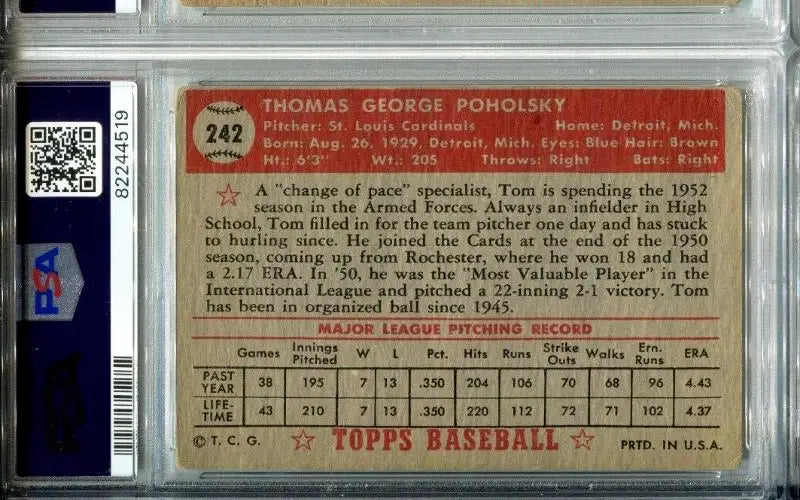 82244519
PSA
242
THOMAS GEORGE POHOLSKY
Pitcher: St. Louis Cardinals Home: Detroit, Mich.
Born: Aug. 26, 1929, Detroit, Mich. Eyes: Blue Hair: Brown
Ht.: 6'3" Wt.: 205 Throws: Right Bats: Right
A "change of pace" specialist, Tom is spending the 1952
season in the Armed Forces. Always an infielder in High
School, Tom filled in for the team pitcher one day and has stuck
to hurling since. He joined the Cards at the end of the 1950
season, coming up from Rochester, where he won 18 and had
a 2.17 ERA. In '50, he was the "Most Valuable Player" in the
International League and pitched a 22-inning 2-1 victory. Tom
has been in organized ball since 1945.
MAJOR LEAGUE PITCHING RECORD
Games Innings Pitched W L Pct. Hits Runs Strike Outs Walks Ern. Runs ERA
PAST YEAR 38 195 7 13 .350 204 106 70 68 96 4.43
LIFE-TIME 43 210 7 13 .350 220 112 72 71 102 4.37
© T. C. G. TOPPS BASEBALL PRTD. IN U.S.A.